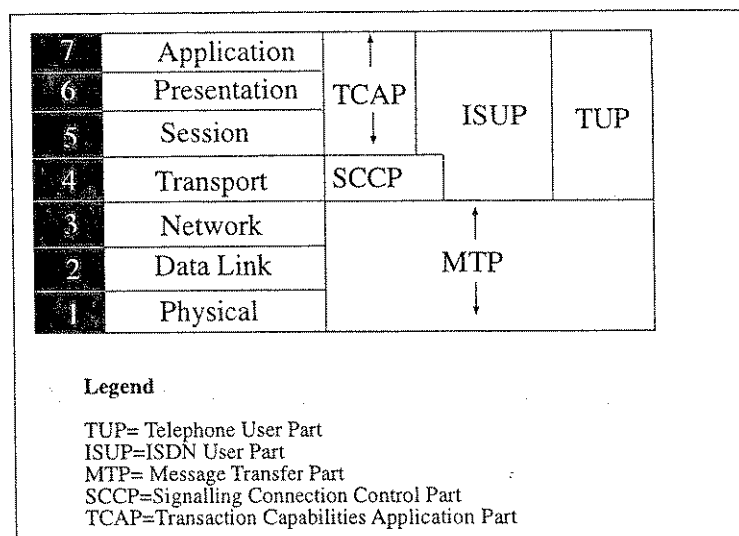 7 Application
6 Presentation TCAP ISUP TUP
5 Session
4 Transport SCCP
3 Network
2 Data Link MTP
1 Physical
Legend
TUP= Telephone User Part
ISUP=ISDN User Part
MTP= Message Transfer Part
SCCP=Signalling Connection Control Part
TCAP=Transaction Capabilities Application Part